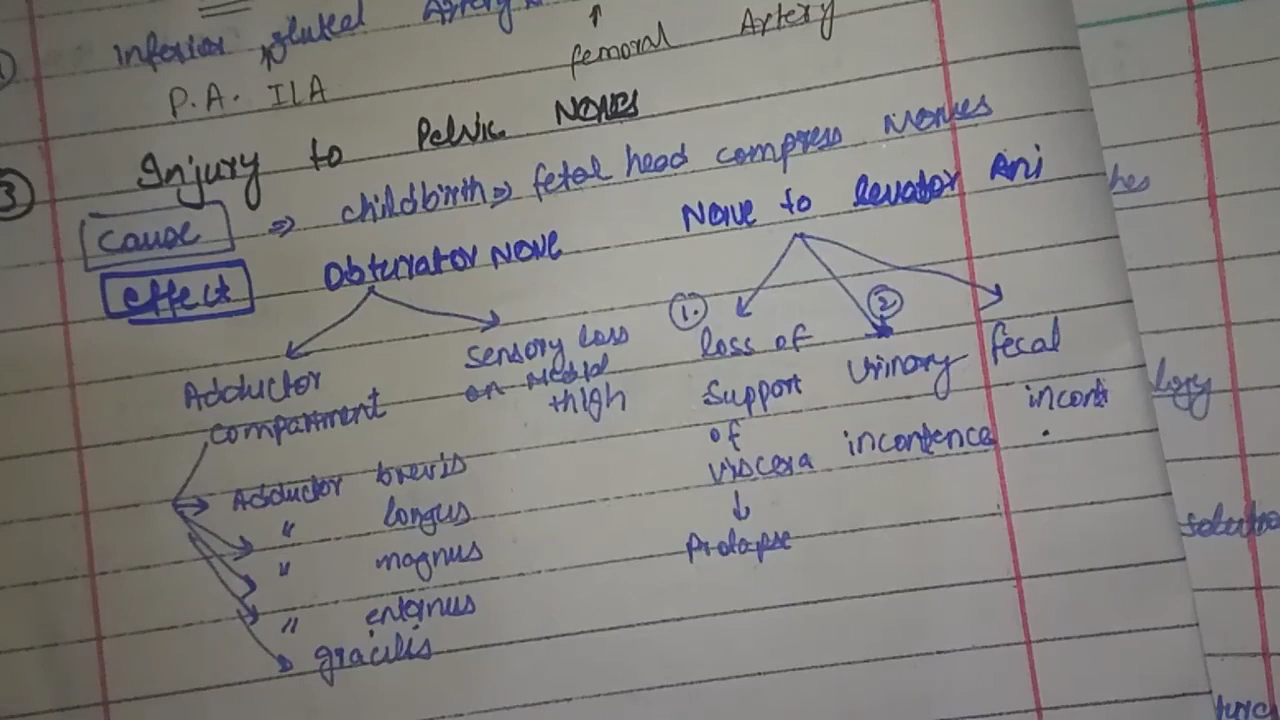 inferior gluteal Artery
femoral Artery
P.A. ILA
③ Injury to Pelvic Nerves
cause ⇒ childbirth ⇒ fetal head compress Nerves
effect
Obturator Nerve
Nerve to levator Ani
Adductor compartment
Sensory loss
on Medial
thigh
Adductor brevis
" longus
" magnus
"
gracilis
1. loss of
Support
of
viscera
↓
Prolapse
② Urinary
incontence
fecal
incont
hes
logy